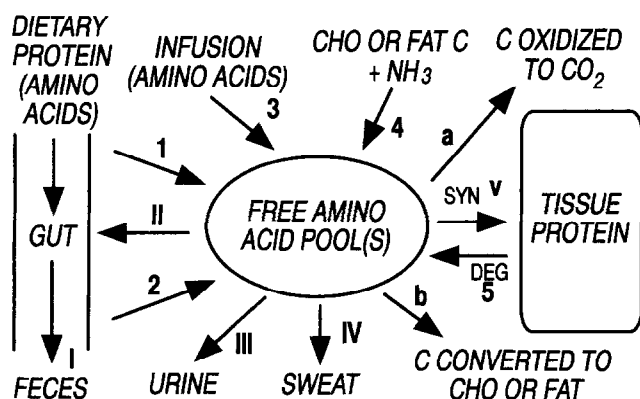 DIETARY
PROTEIN
(AMINO
ACIDS)
INFUSION
(AMINO ACIDS)
3
CHO OR FAT C
+ NH3
4
C OXIDIZED
TO CO2
a
1
II
GUT
2
FREE AMINO
ACID POOL(S)
SYN V
DEG
5
TISSUE
PROTEIN
b
I
FECES
III
URINE
IV
SWEAT
C CONVERTED TO
CHO OR FAT